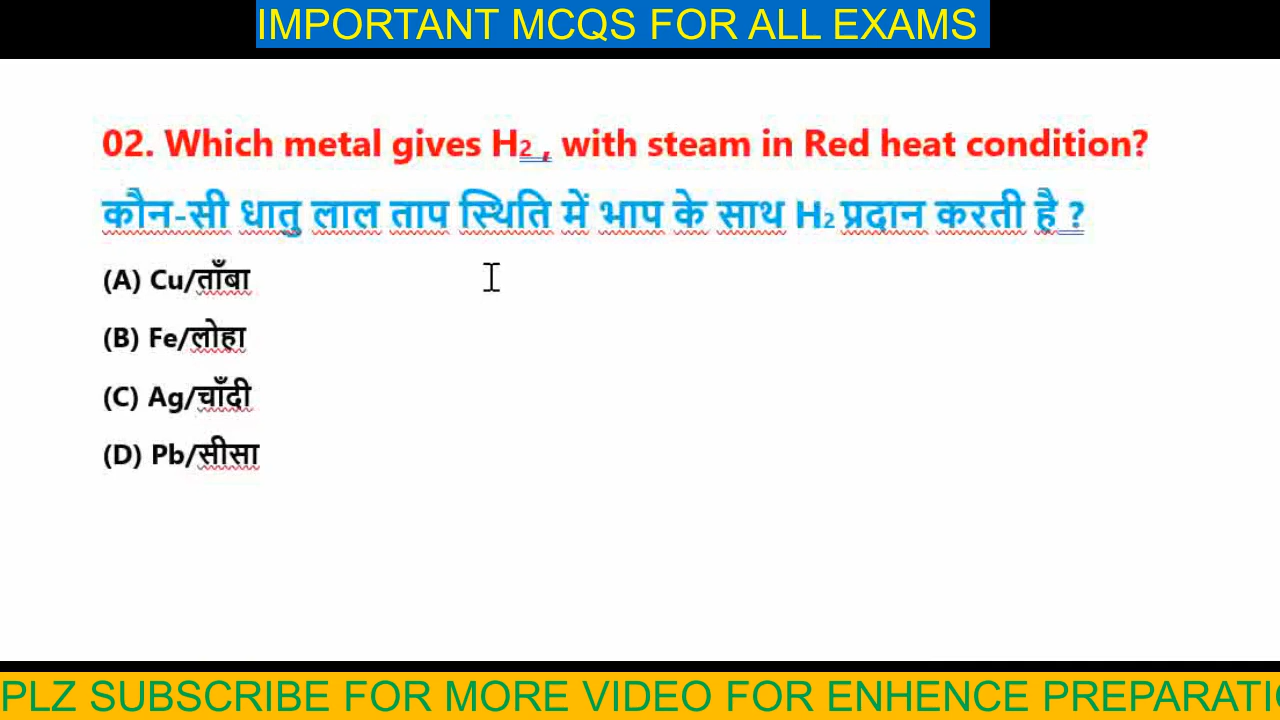 IMPORTANT MCQS FOR ALL EXAMS
02. Which metal gives H₂ , with steam in Red heat condition?
कौन-सी धातु लाल ताप स्थिति में भाप के साथ H₂ प्रदान करती है ?
(A) Cu/ताँबा
(B) Fe/लोहा
(C) Ag/चाँदी
(D) Pb/सीसा
PLZ SUBSCRIBE FOR MORE VIDEO FOR ENHENCE PREPARATIO